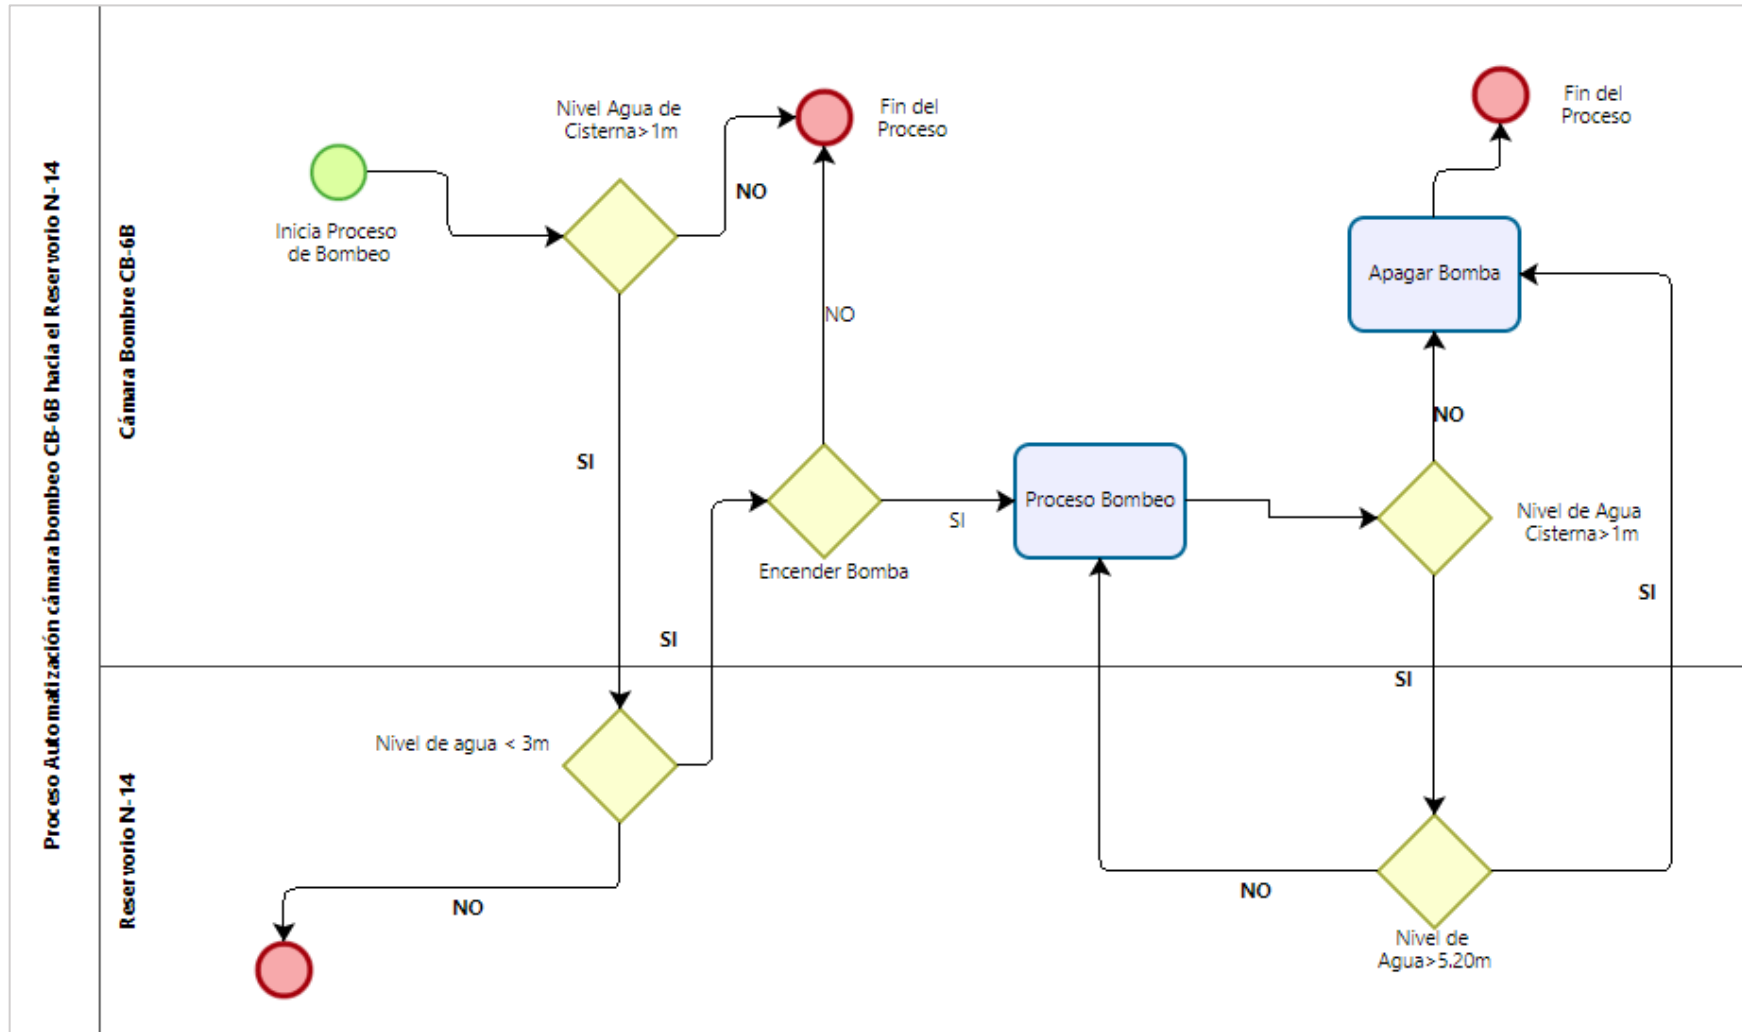 Proceso Automatización cámara bombeo CB-6B hacia el Reservorio N-14
Cámara Bombre CB-6B
Reservorio N-14
Inicia Proceso
de Bombeo
Nivel Agua de
Cisterna>1m
NO
Fin del
Proceso
Fin del
Proceso
Apagar Bomba
NO
SI
NO
Encender Bomba
SI
Proceso Bombeo
Nivel de Agua
Cisterna>1m
SI
SI
SI
Nivel de agua < 3m
NO
NO
Nivel de
Agua>5.20m